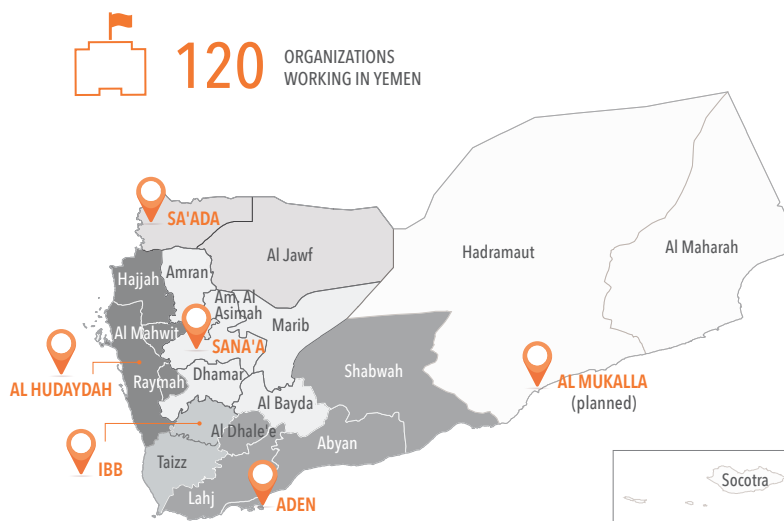 120
ORGANIZATIONS
WORKING IN YEMEN
SA'ADA
Al Jawf
Hadramaut
Al Maharah
Hajjah
Amran
Am. Al
Asimah
Marib
Al Mahwit
SANA'A
AL HUDAYDAH
Raymah
Dhamar
Shabwah
AL MUKALLA
(planned)
Al Bayda
Al Dhale'e
Abyan
IBB
Taizz
Lahj
ADEN
Socotra